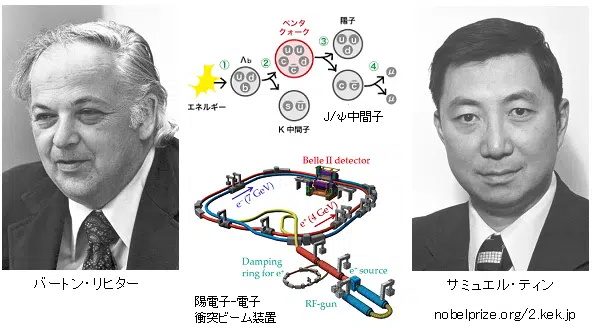 Λb
ペンタ
クォーク
陽子
u d
b
u u
c d
c̅
u u
d
①
②
③
④
エネルギー
s u̅
c c̅
μ
μ
K 中間子
J/ψ中間子
Belle II detector
e⁻ (7 GeV)
e⁺ (4 GeV)
Damping
ring for e⁺
e⁺ source
RF-gun
バートン・リヒター
陽電子-電子
衝突ビーム装置
サミュエル・ティン
nobelprize.org/2.kek.jp